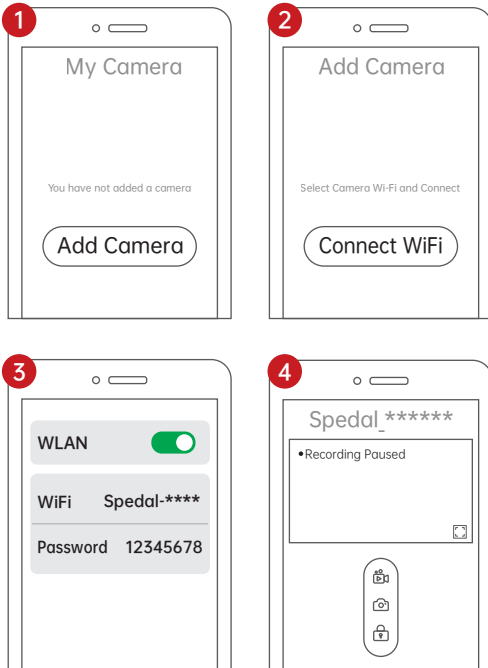 1
My Camera
You have not added a camera
Add Camera
2
Add Camera
Select Camera Wi-Fi and Connect
Connect WiFi
3
WLAN
WiFi Spedal-****
Password 12345678
4
Spedal_******
•Recording Paused